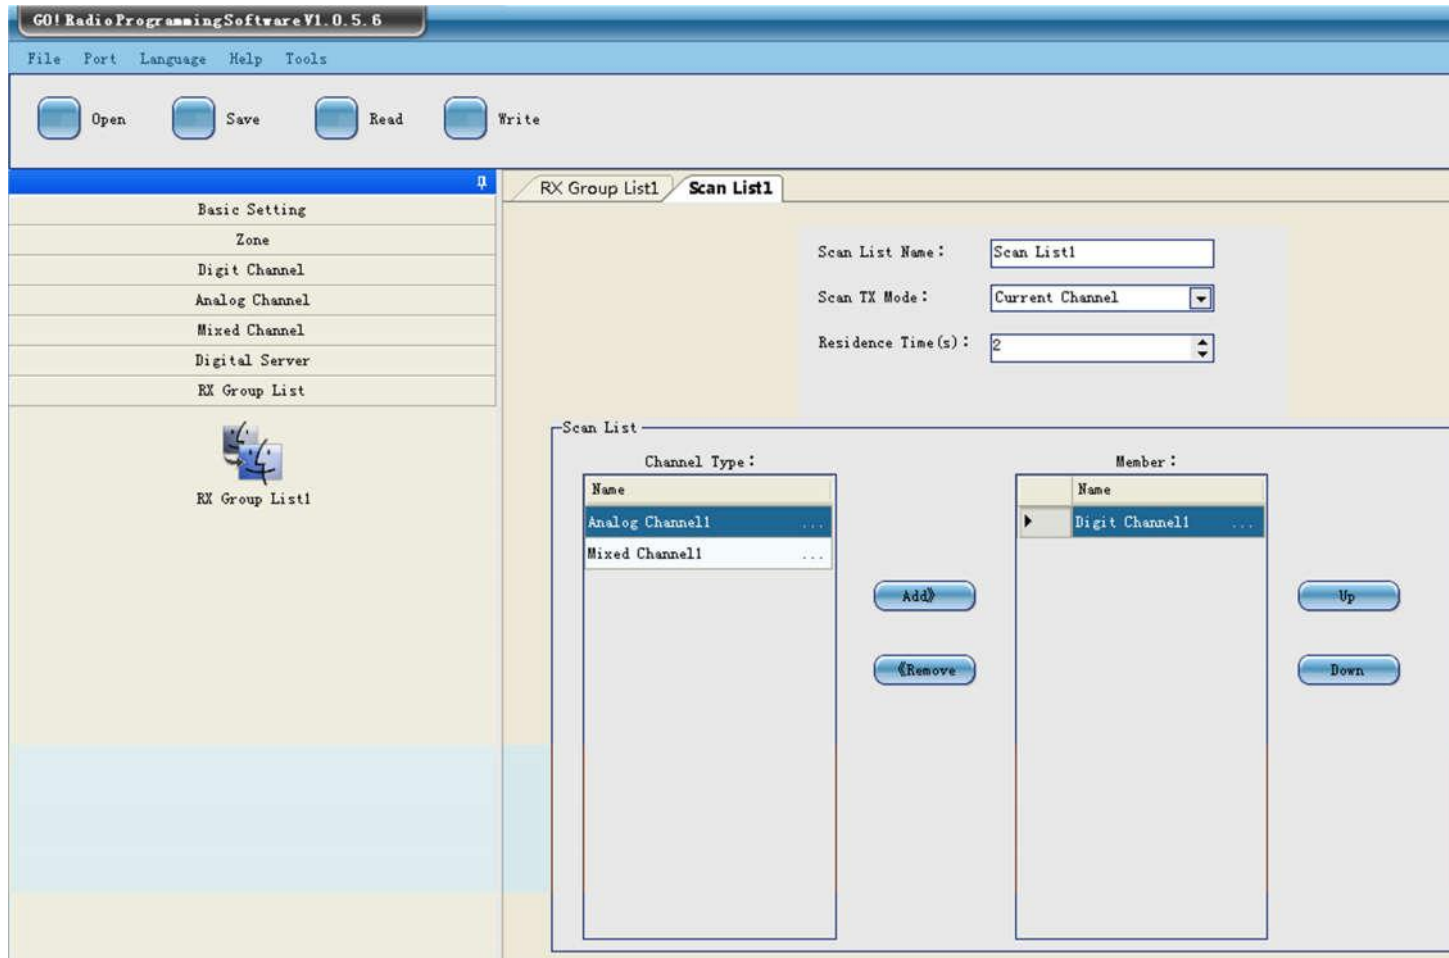 GO! RadioProgrammingSoftwareV1.0.5.6
File Port Language Help Tools
Open Save Read Write
Basic Setting
Zone
Digit Channel
Analog Channel
Mixed Channel
Digital Server
RX Group List
RX Group List1
RX Group List1 Scan List1
Scan List Name: Scan List1
Scan TX Mode: Current Channel
Residence Time(s): 2
Scan List
Channel Type:
Name
Analog Channel1 ...
Mixed Channel1 ...
Add》
《Remove
Member:
Name
Digit Channel1 ...
Up
Down